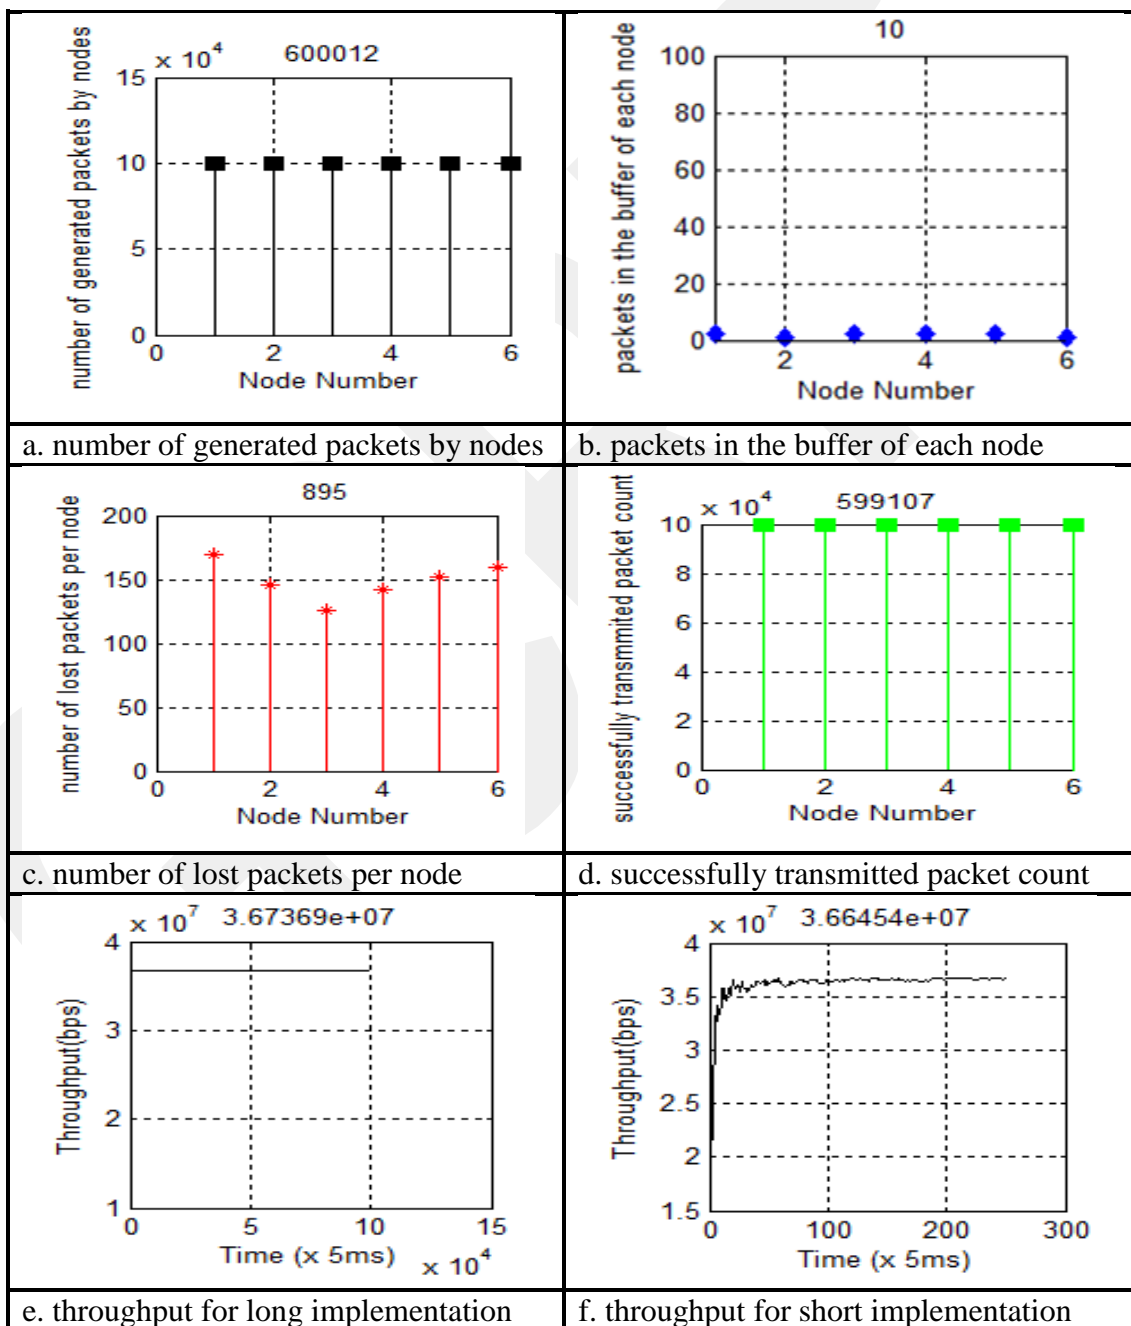 number of generated packets by nodes
x 10^4
600012
15
10
5
0
0 2 4 6
Node Number
a. number of generated packets by nodes
packets in the buffer of each node
10
100
80
60
40
20
0
2 4 6
Node Number
b. packets in the buffer of each node
number of lost packets per node
895
200
150
100
50
0
0 2 4 6
Node Number
c. number of lost packets per node
successfully transmmited packet count
x 10^4
599107
10
8
6
4
2
0
0 2 4 6
Node Number
d. successfully transmitted packet count
Throughput(bps)
x 10^7 3.67369e+07
4
3
2
1
0 5 10 15
Time (x 5ms) x 10^4
e. throughput for long implementation
Throughput(bps)
x 10^7 3.66454e+07
4
3.5
3
2.5
2
1.5
0 100 200 300
Time (x 5ms)
f. throughput for short implementation